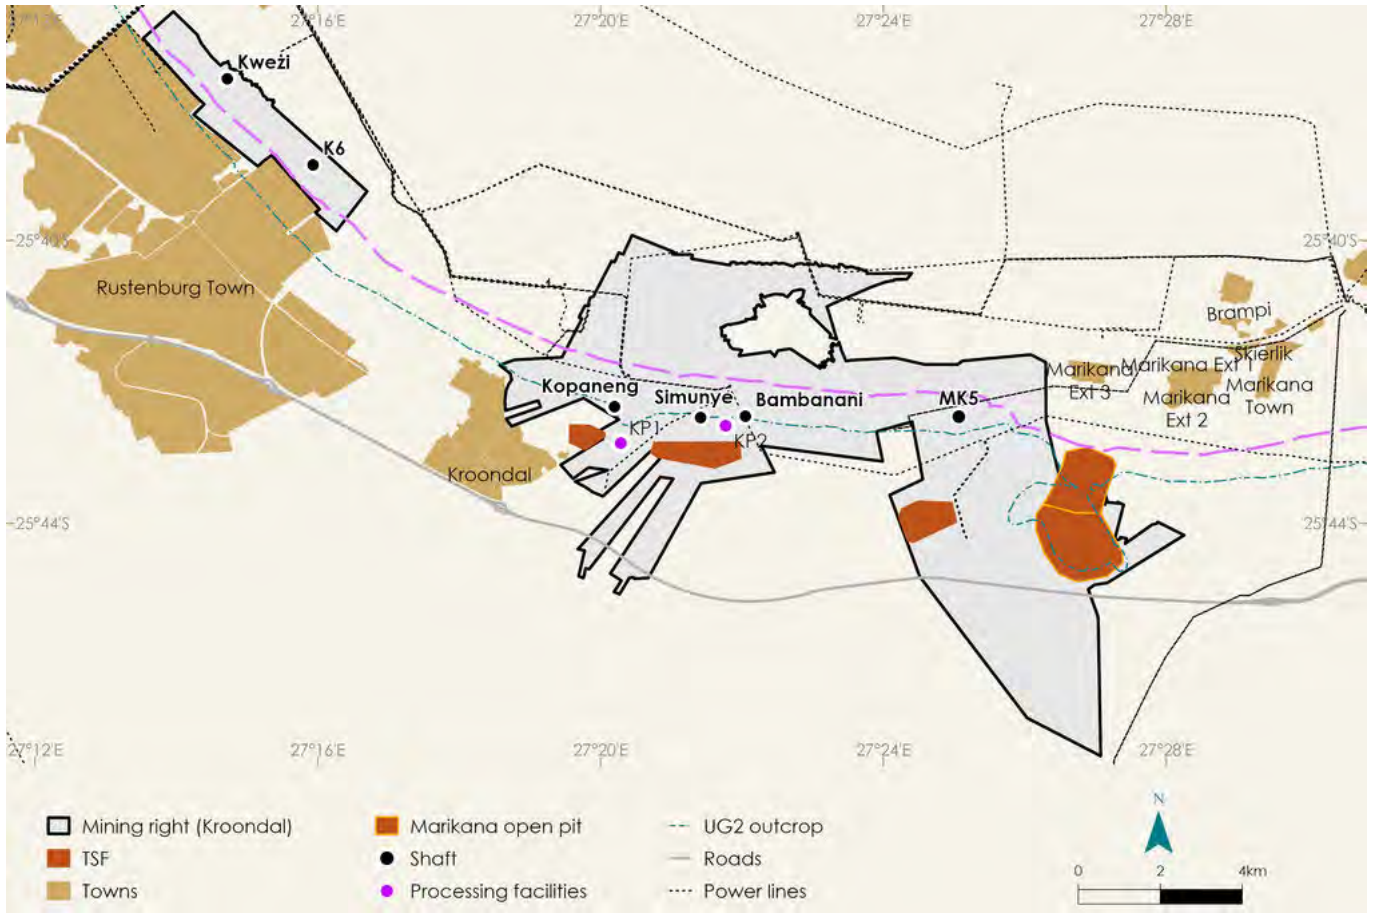 27°12'E
27°16'E
27°20'E
27°24'E
27°28'E
Kwezi
K6
25°40'S
25°40'S
Rustenburg Town
Brampi
Skierlik
Marikana Ext 1
Marikana
Ext 3
Marikana
Town
Marikana
Ext 2
Kopaneng
Simunye
Bambanani
MK5
KP1
KP2
Kroondal
25°44'S
25°44'S
27°12'E
27°16'E
27°20'E
27°24'E
27°28'E
Mining right (Kroondal)
Marikana open pit
UG2 outcrop
N
TSF
Shaft
Roads
0 2 4km
Towns
Processing facilities
Power lines